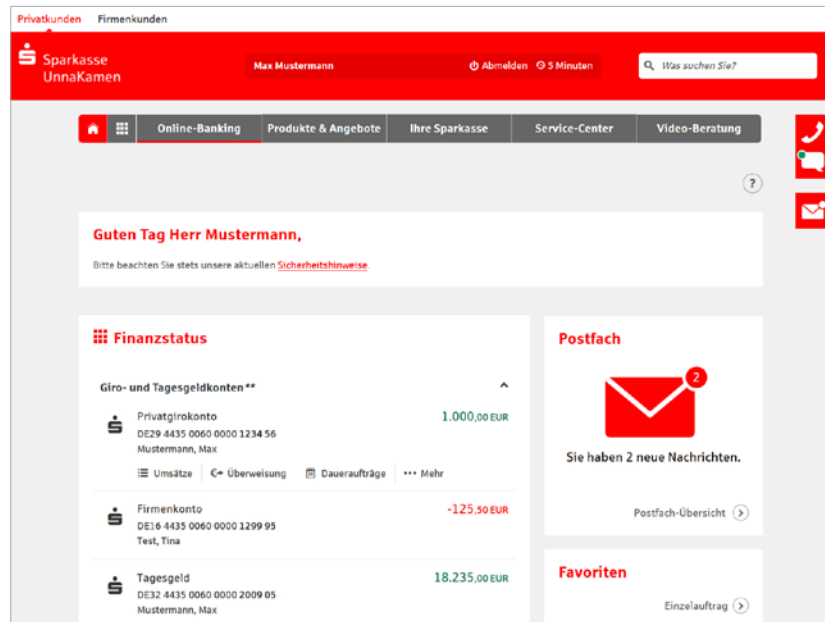 Privatkunden Firmenkunden
Sparkasse
UnnaKamen
Max Mustermann Abmelden 5 Minuten
Was suchen Sie?
Online-Banking Produkte & Angebote Ihre Sparkasse Service-Center Video-Beratung
?
Guten Tag Herr Mustermann,
Bitte beachten Sie stets unsere aktuellen Sicherheitshinweise.
Finanzstatus
Giro- und Tagesgeldkonten**
Privatgirokonto 1.000,00 EUR
DE29 4435 0060 0000 1234 56
Mustermann, Max
Umsätze Überweisung Daueraufträge ••• Mehr
Firmenkonto -125,50 EUR
DE16 4435 0060 0000 1299 95
Test, Tina
Tagesgeld 18.235,00 EUR
DE32 4435 0060 0000 2009 05
Mustermann, Max
Postfach
2
Sie haben 2 neue Nachrichten.
Postfach-Übersicht
Favoriten
Einzelauftrag